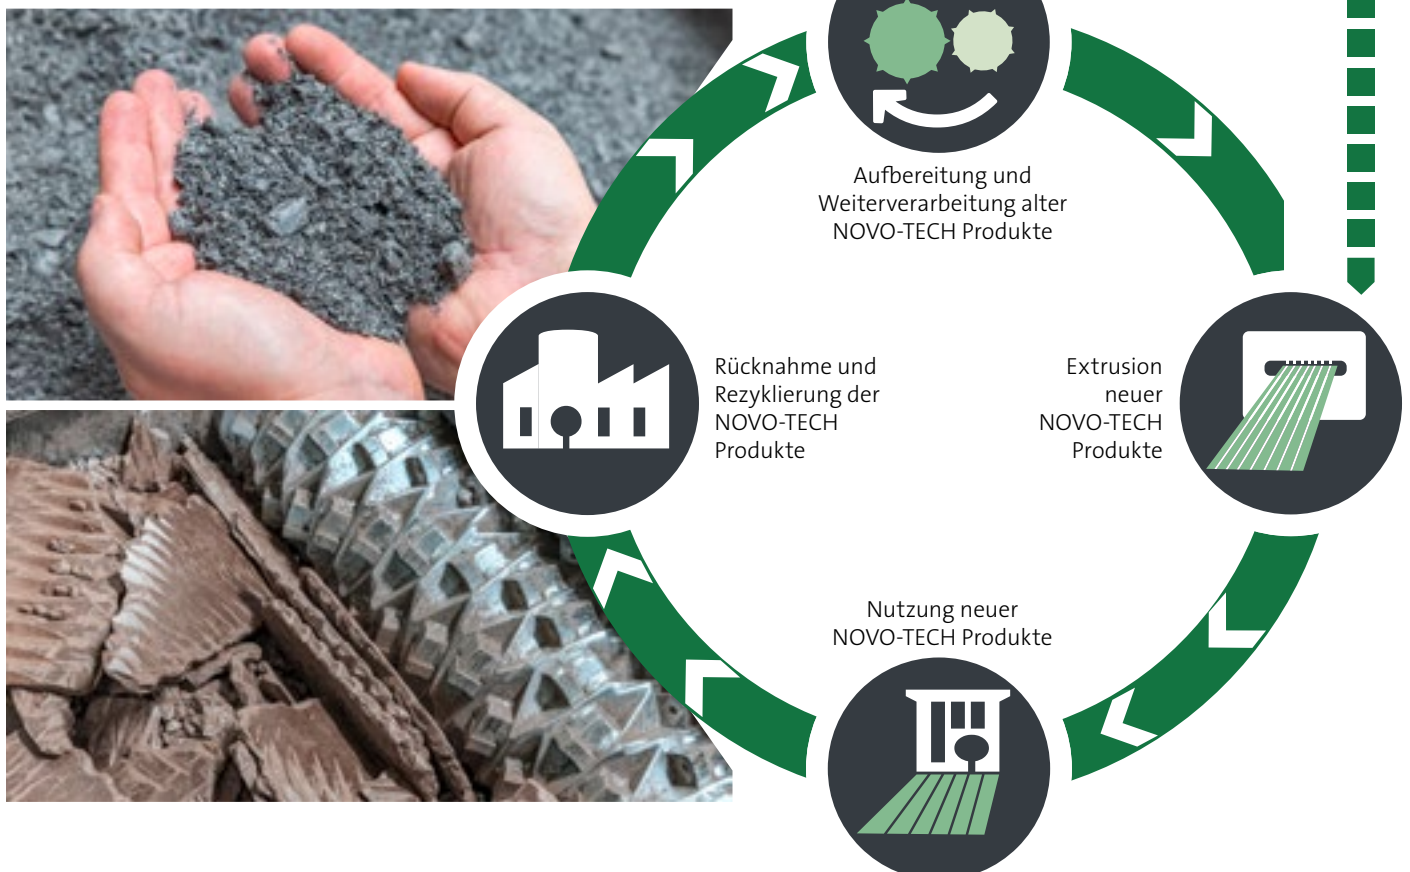 Aufbereitung und
Weiterverarbeitung alter
NOVO-TECH Produkte
Rücknahme und
Rezyklierung der
NOVO-TECH
Produkte
Extrusion
neuer
NOVO-TECH
Produkte
Nutzung neuer
NOVO-TECH Produkte